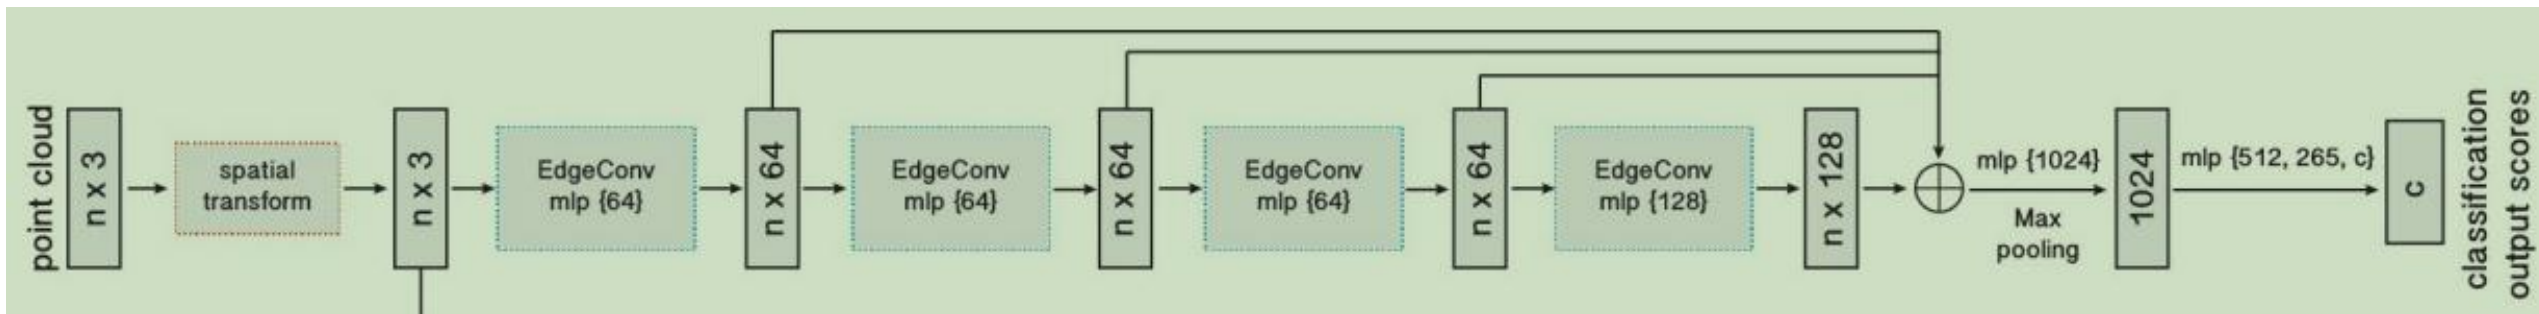 point cloud
n x 3
spatial
transform
n x 3
EdgeConv
mlp {64}
n x 64
EdgeConv
mlp {64}
n x 64
EdgeConv
mlp {64}
n x 64
EdgeConv
mlp {128}
n x 128
mlp {1024}
Max
pooling
1024
mlp {512, 265, c}
c
classification
output scores